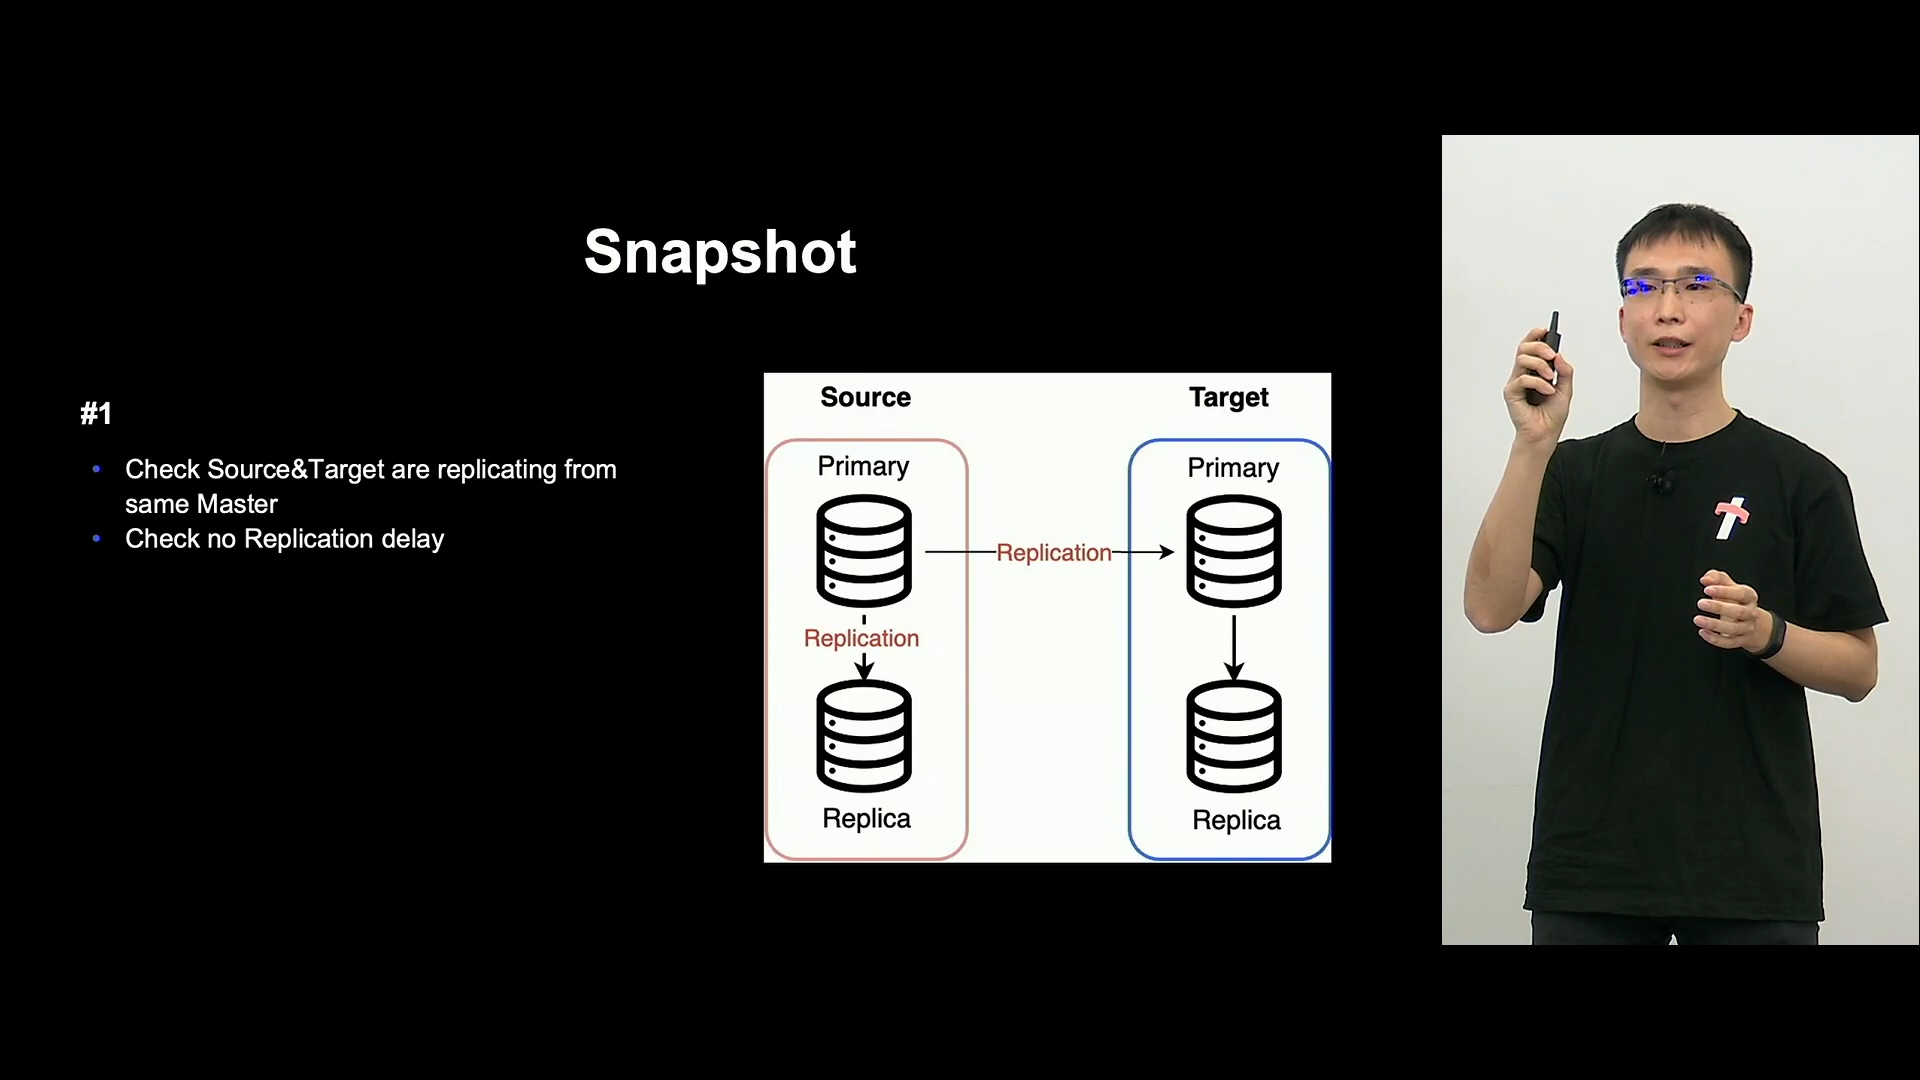 Snapshot
#1
• Check Source&Target are replicating from
same Master
• Check no Replication delay
Source
Target
Primary
Primary
Replication
Replication
Replica
Replica